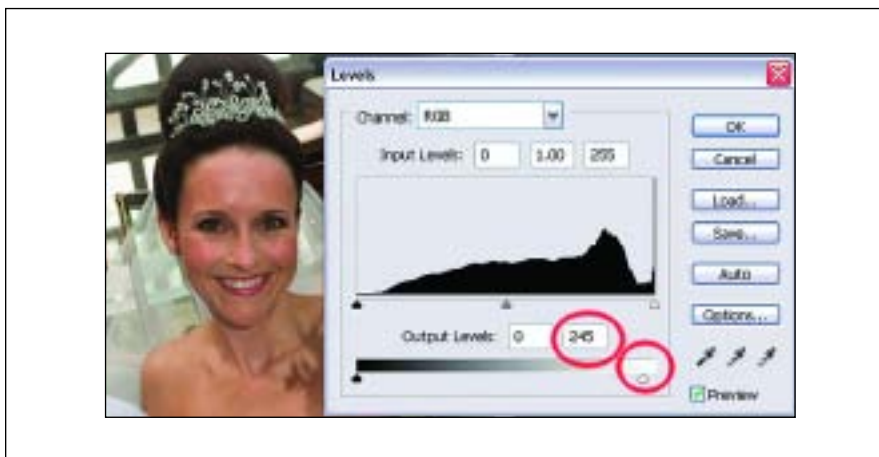 Levels
Channel: RGB
Input Levels: 0 1.00 255
Output Levels: 0 245
OK
Cancel
Load...
Save...
Auto
Options...
Preview